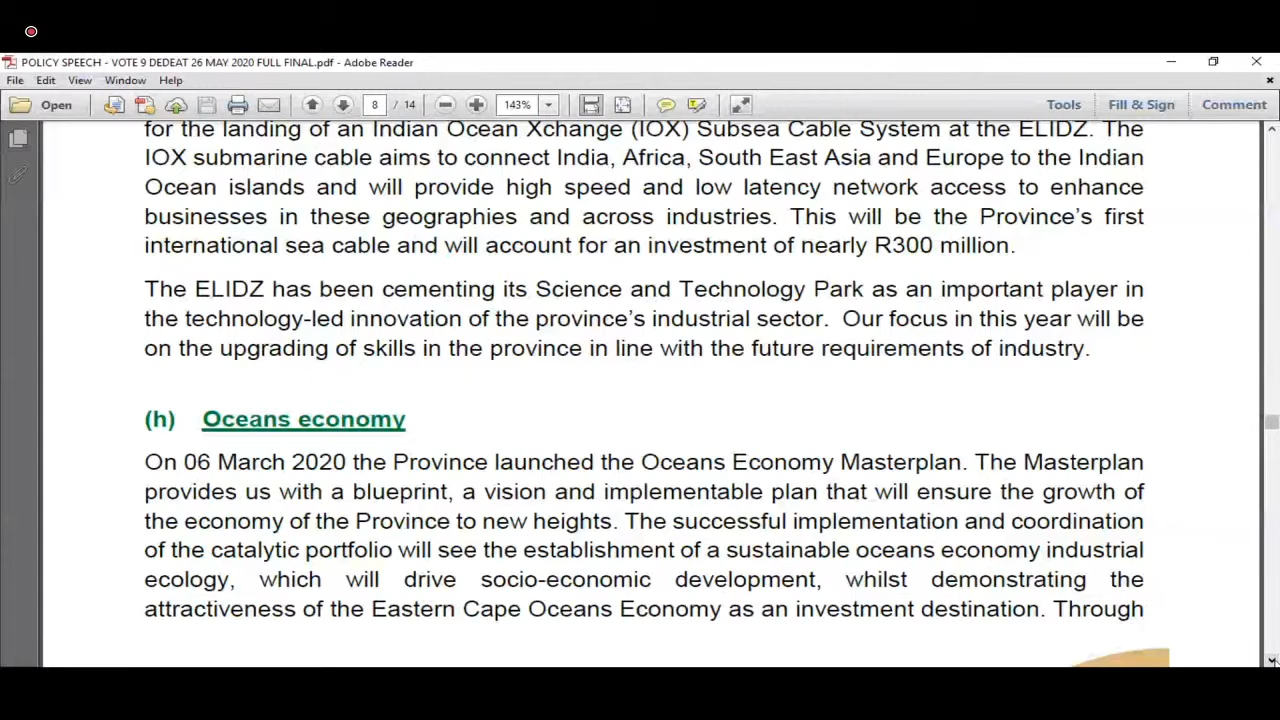 POLICY SPEECH - VOTE 9 DEDEAT 26 MAY 2020 FULL FINAL.pdf - Adobe Reader
File Edit View Window Help
Open 8 / 14 143% Tools Fill & Sign Comment
for the landing of an Indian Ocean Xchange (IOX) Subsea Cable System at the ELIDZ. The
IOX submarine cable aims to connect India, Africa, South East Asia and Europe to the Indian
Ocean islands and will provide high speed and low latency network access to enhance
businesses in these geographies and across industries. This will be the Province’s first
international sea cable and will account for an investment of nearly R300 million.
The ELIDZ has been cementing its Science and Technology Park as an important player in
the technology-led innovation of the province’s industrial sector. Our focus in this year will be
on the upgrading of skills in the province in line with the future requirements of industry.
(h) Oceans economy
On 06 March 2020 the Province launched the Oceans Economy Masterplan. The Masterplan
provides us with a blueprint, a vision and implementable plan that will ensure the growth of
the economy of the Province to new heights. The successful implementation and coordination
of the catalytic portfolio will see the establishment of a sustainable oceans economy industrial
ecology, which will drive socio-economic development, whilst demonstrating the
attractiveness of the Eastern Cape Oceans Economy as an investment destination. Through